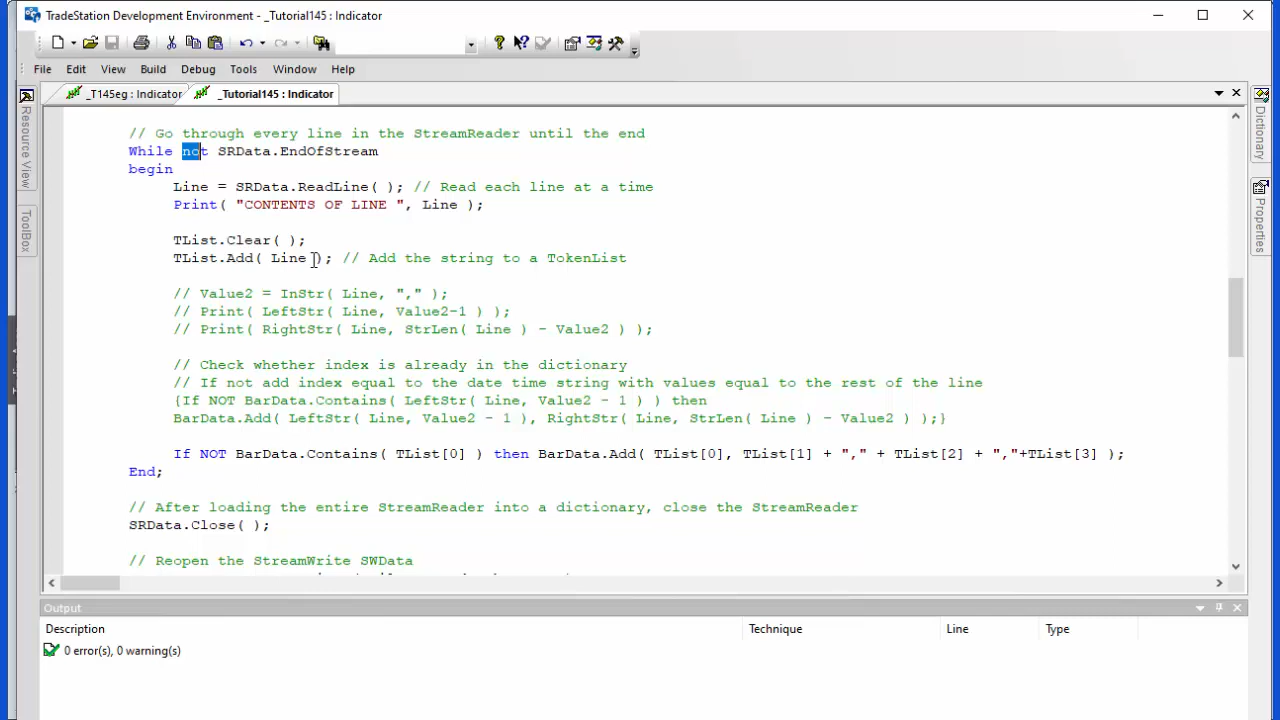 TradeStation Development Environment - _Tutorial145 : Indicator
File Edit View Build Debug Tools Window Help
_T145eg : Indicator _Tutorial145 : Indicator
Resource View
ToolBox
Dictionary
Properties
// Go through every line in the StreamReader until the end
While not SRData.EndOfStream
begin
Line = SRData.ReadLine( ); // Read each line at a time
Print( "CONTENTS OF LINE ", Line );
TList.Clear( );
TList.Add( Line ); // Add the string to a TokenList
// Value2 = InStr( Line, "," );
// Print( LeftStr( Line, Value2-1 ) );
// Print( RightStr( Line, StrLen( Line ) - Value2 ) );
// Check whether index is already in the dictionary
// If not add index equal to the date time string with values equal to the rest of the line
{If NOT BarData.Contains( LeftStr( Line, Value2 - 1 ) ) then
BarData.Add( LeftStr( Line, Value2 - 1 ), RightStr( Line, StrLen( Line ) - Value2 ) );}
If NOT BarData.Contains( TList[0] ) then BarData.Add( TList[0], TList[1] + "," + TList[2] + ","+TList[3] );
End;
// After loading the entire StreamReader into a dictionary, close the StreamReader
SRData.Close( );
// Reopen the StreamWrite SWData
Output
Description Technique Line Type
0 error(s), 0 warning(s)